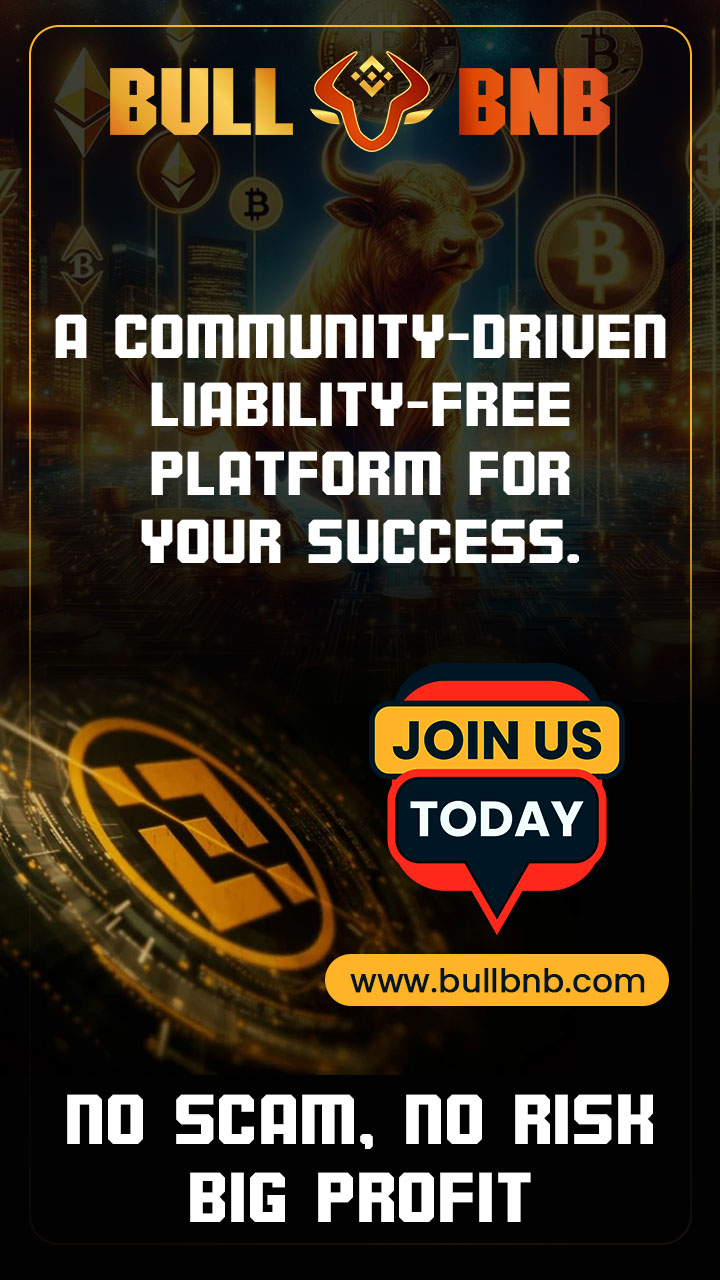 BULL BNB
A COMMUNITY-DRIVEN
LIABILITY-FREE
PLATFORM FOR
YOUR SUCCESS.
JOIN US
TODAY
www.bullbnb.com
NO SCAM, NO RISK
BIG PROFIT